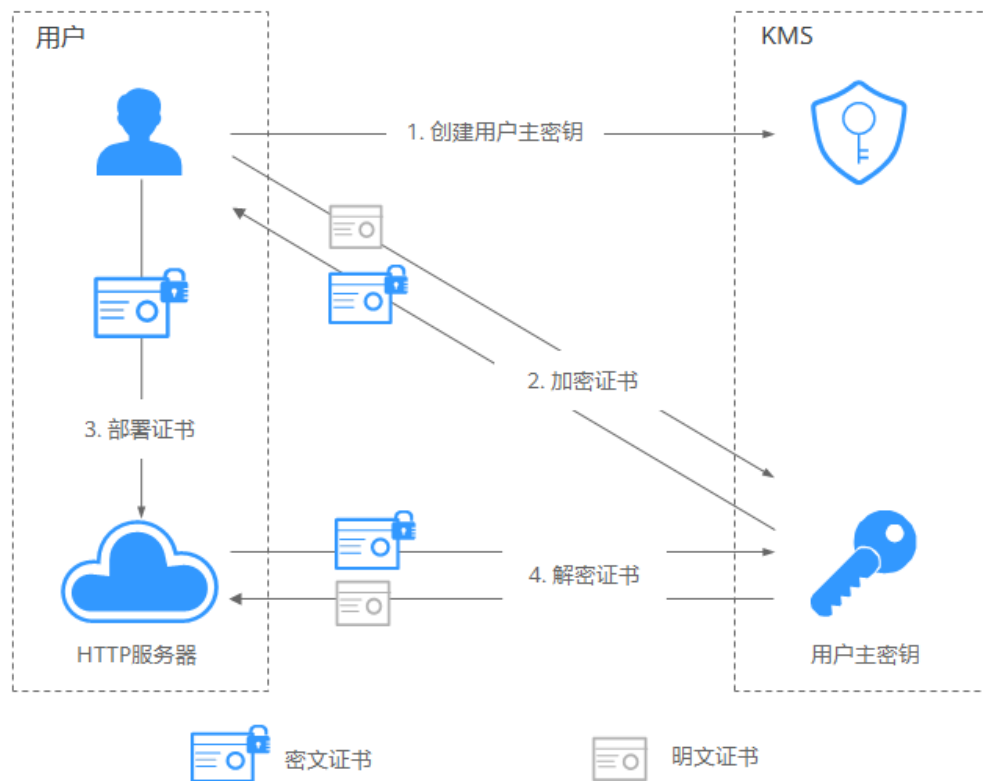 用户
KMS
1. 创建用户主密钥
2. 加密证书
3. 部署证书
4. 解密证书
HTTP服务器
用户主密钥
密文证书
明文证书